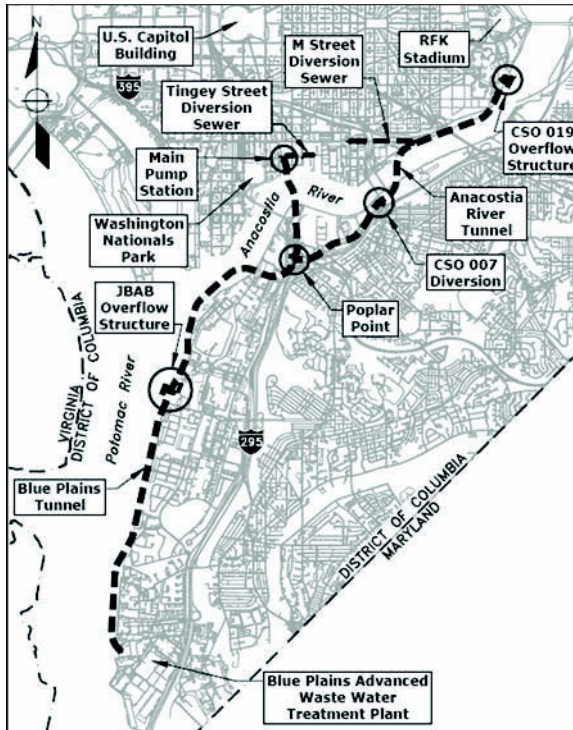 N
U.S. Capitol
Building
M Street
Diversion
Sewer
RFK
Stadium
395
Tingey Street
Diversion
Sewer
CSO 019
Overflow
Structure
Main
Pump
Station
Washington
Nationals
Park
Anacostia
River
Anacostia
River
Tunnel
CSO 007
Diversion
JBAB
Overflow
Structure
Poplar
Point
VIRGINIA
DISTRICT OF COLUMBIA
Potomac River
295
Blue Plains
Tunnel
DISTRICT OF COLUMBIA
MARYLAND
Blue Plains Advanced
Waste Water
Treatment Plant